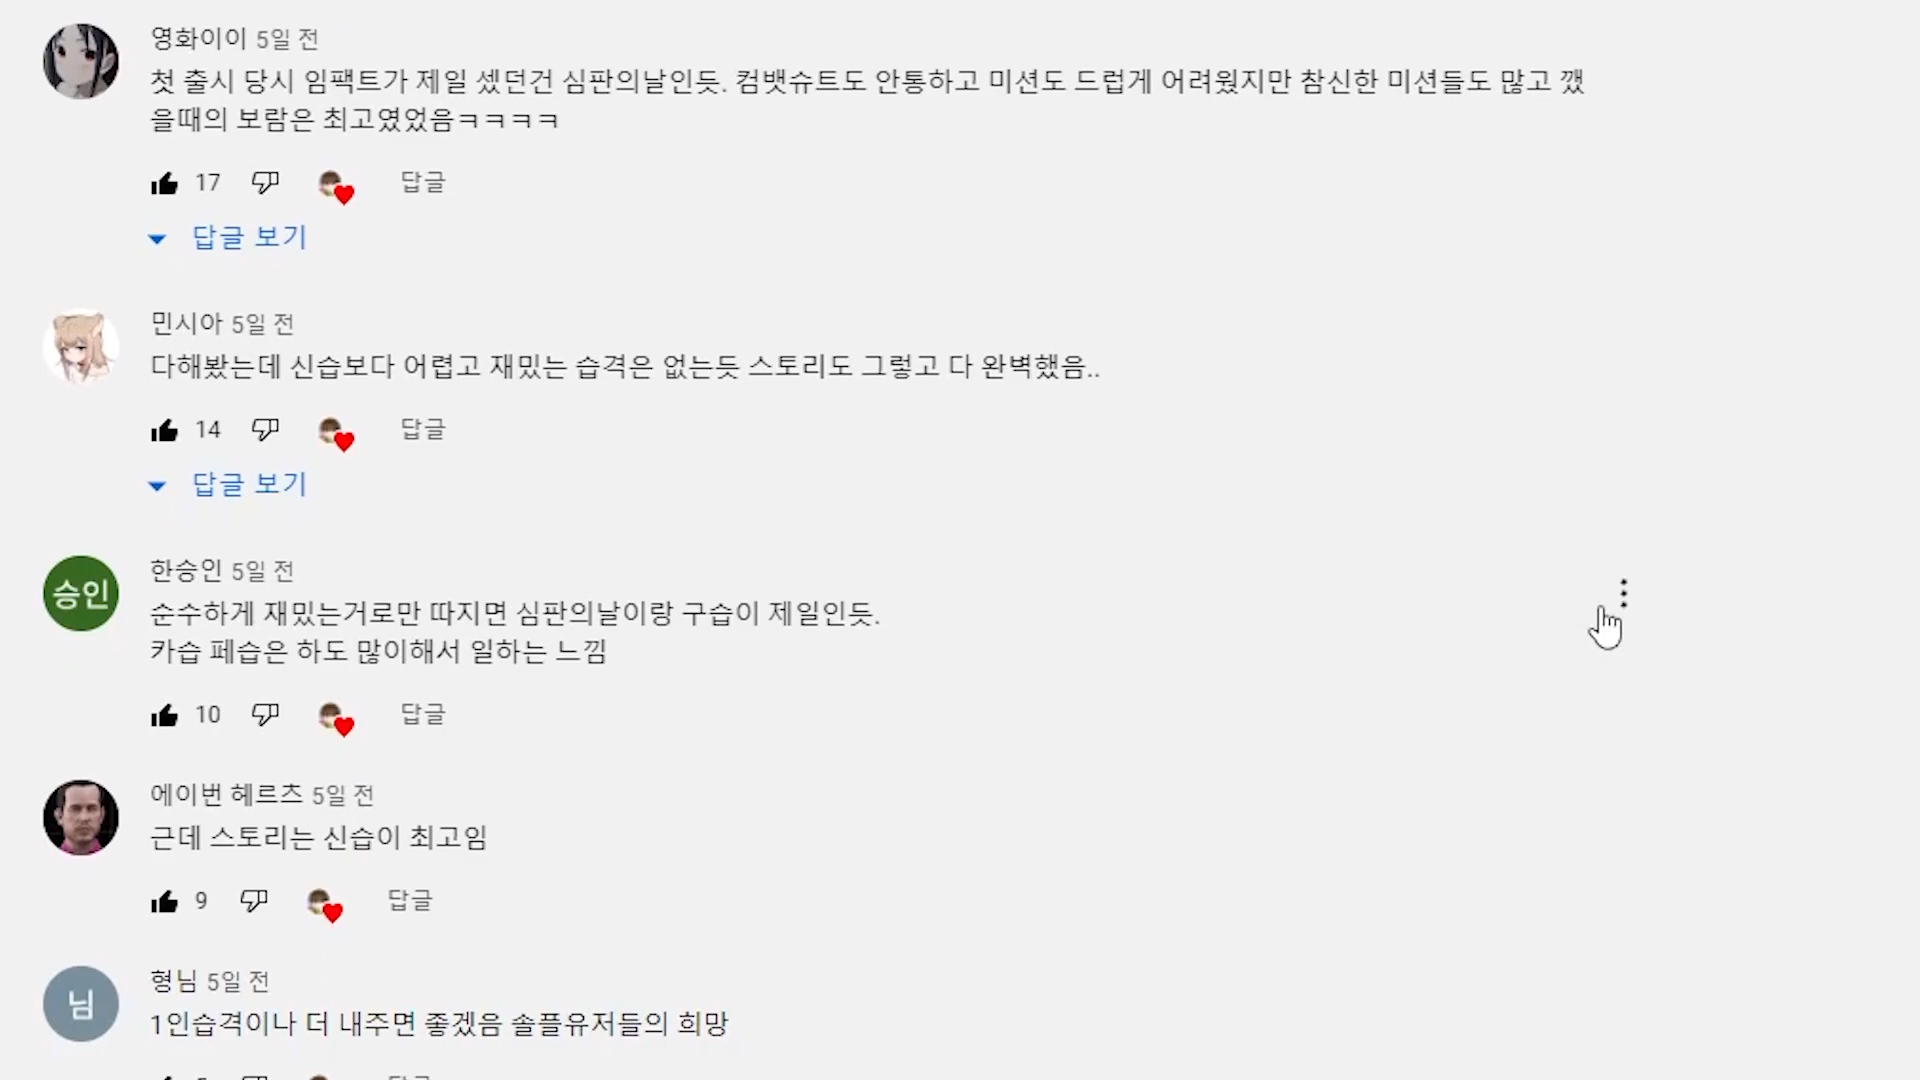 영화이이 5일 전
첫 출시 당시 임팩트가 제일 셌던건 심판의날인듯. 컴뱃슈트도 안통하고 미션도 드럽게 어려웠지만 참신한 미션들도 많고 깼
을때의 보람은 최고였었음ㅋㅋㅋㅋ
17 답글
답글 보기
민시아 5일 전
다해봤는데 신습보다 어렵고 재밌는 습격은 없는듯 스토리도 그렇고 다 완벽했음..
14 답글
답글 보기
승인
한승인 5일 전
순수하게 재밌는거로만 따지면 심판의날이랑 구습이 제일인듯.
카습 페습은 하도 많이해서 일하는 느낌
10 답글
에이번 헤르츠 5일 전
근데 스토리는 신습이 최고임
9 답글
님
형님 5일 전
1인습격이나 더 내주면 좋겠음 솔플유저들의 희망